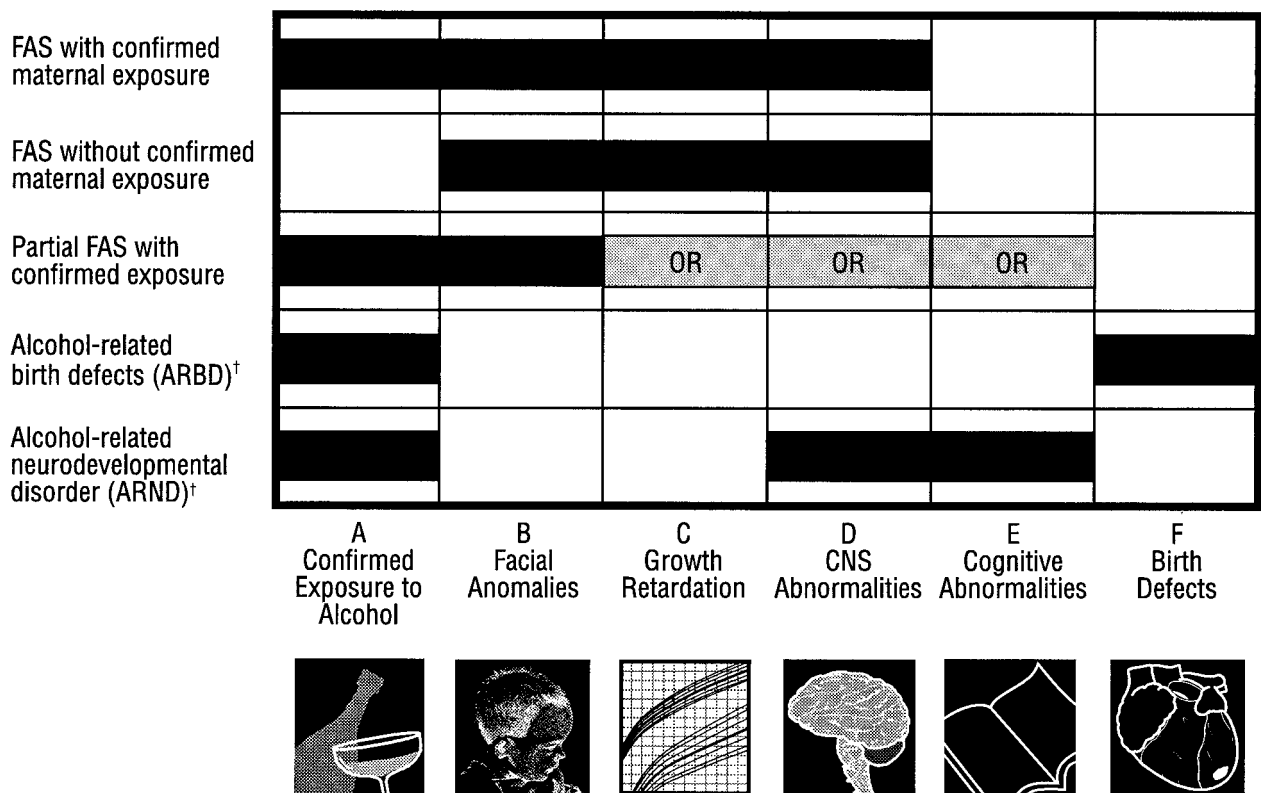 FAS with confirmed
maternal exposure
FAS without confirmed
maternal exposure
Partial FAS with
confirmed exposure
OR
OR
OR
Alcohol-related
birth defects (ARBD)†
Alcohol-related
neurodevelopmental
disorder (ARND)†
A
Confirmed
Exposure to
Alcohol
B
Facial
Anomalies
C
Growth
Retardation
D
CNS
Abnormalities
E
Cognitive
Abnormalities
F
Birth
Defects